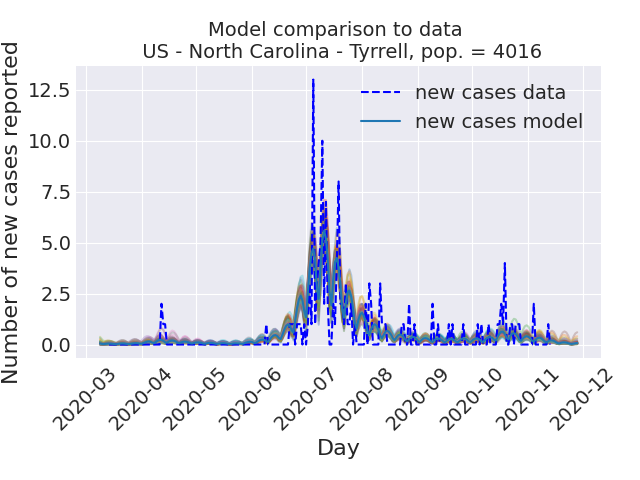 Model comparison to data
US - North Carolina - Tyrrell, pop. = 4016
Number of new cases reported
12.5
10.0
7.5
5.0
2.5
0.0
new cases data
new cases model
2020-03
2020-04
2020-05
2020-06
2020-07
2020-08
2020-09
2020-10
2020-11
2020-12
Day